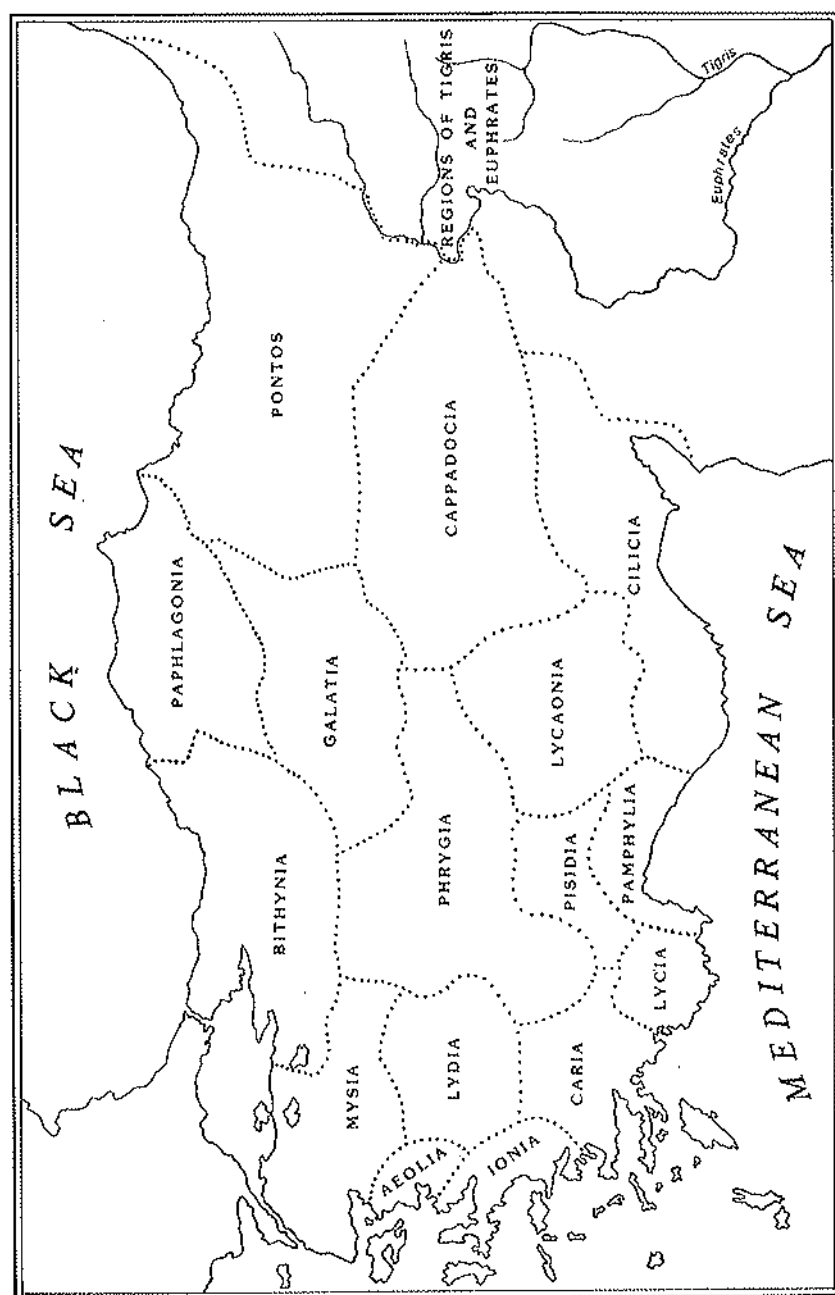 BLACK SEA
PAPHLAGONIA
PONTOS
BITHYNIA
GALATIA
MYSIA
PHRYGIA
CAPPADOCIA
REGIONS OF TIGRIS
AND
EUPHRATES
AEOLIA
LYDIA
IONIA
CARIA
PISIDIA
LYCAONIA
LYCIA
PAMPHYLIA
CILICIA
Tigris
Euphrates
MEDITERRANEAN SEA